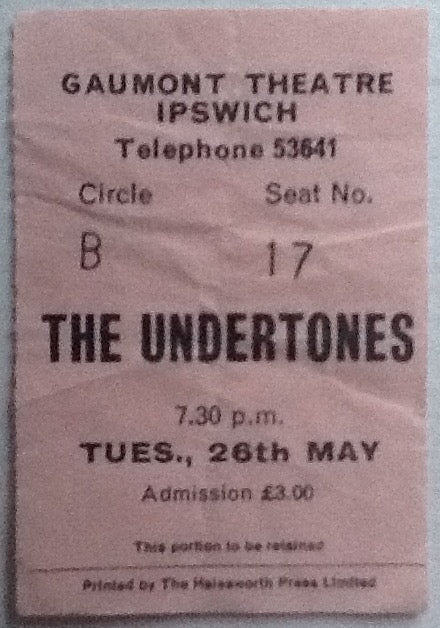 GAUMONT THEATRE
IPSWICH
Telephone 53641
Circle Seat No.
B 17
THE UNDERTONES
7.30 p.m.
TUES., 26th MAY
Admission £3.00
This portion to be retained
Printed by The Halesworth Press Limited